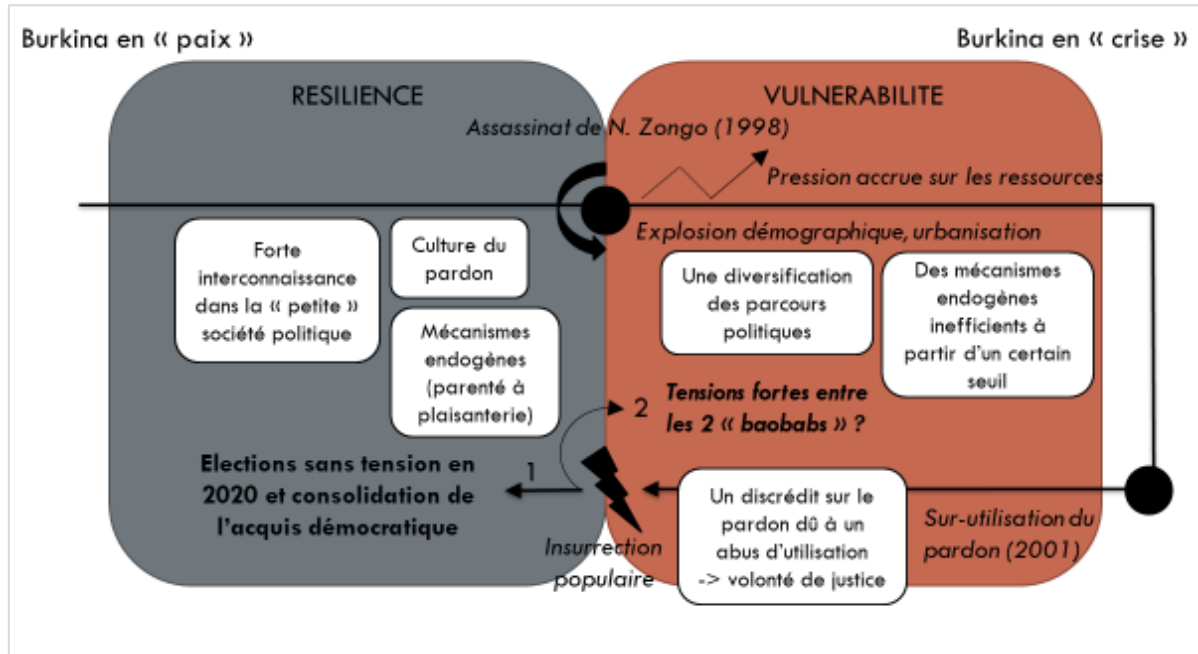 Burkina en « paix »
Burkina en « crise »
RESILIENCE
VULNERABILITE
Assassinat de N. Zongo (1998)
Pression accrue sur les ressources
Explosion démographique, urbanisation
Forte
interconnaissance
dans la « petite »
société politique
Culture du
pardon
Mécanismes
endogènes
(parenté à
plaisanterie)
Une diversification
des parcours
politiques
Des mécanismes
endogènes
inefficients à
partir d'un certain
seuil
2
Tensions fortes entre
les 2 « baobabs » ?
1
Elections sans tension en
2020 et consolidation de
l'acquis démocratique
Insurrection
populaire
Un discrédit sur le
pardon dû à un
abus d'utilisation
-> volonté de justice
Sur-utilisation du
pardon (2001)